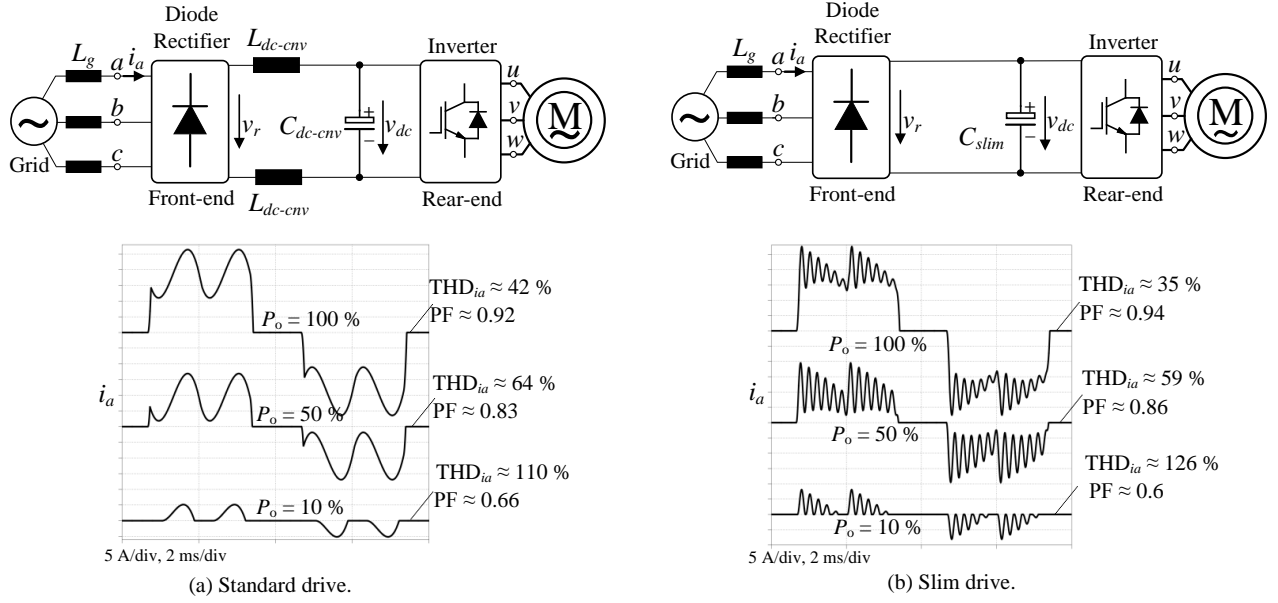 Diode
Rectifier
L_dc-cnv
Inverter
L_g
a
i_a
u
b
v_r
C_dc-cnv
+
−
v_dc
v
M
w
Grid
c
Front-end
L_dc-cnv
Rear-end
THD_ia ≈ 42 %
PF ≈ 0.92
P_o = 100 %
THD_ia ≈ 64 %
PF ≈ 0.83
i_a
P_o = 50 %
THD_ia ≈ 110 %
PF ≈ 0.66
P_o = 10 %
5 A/div, 2 ms/div
(a) Standard drive.
Diode
Rectifier
Inverter
L_g
a
i_a
u
b
v_r
C_slim
+
−
v_dc
v
M
w
Grid
c
Front-end
Rear-end
THD_ia ≈ 35 %
PF ≈ 0.94
P_o = 100 %
THD_ia ≈ 59 %
PF ≈ 0.86
i_a
P_o = 50 %
THD_ia ≈ 126 %
PF ≈ 0.6
P_o = 10 %
5 A/div, 2 ms/div
(b) Slim drive.